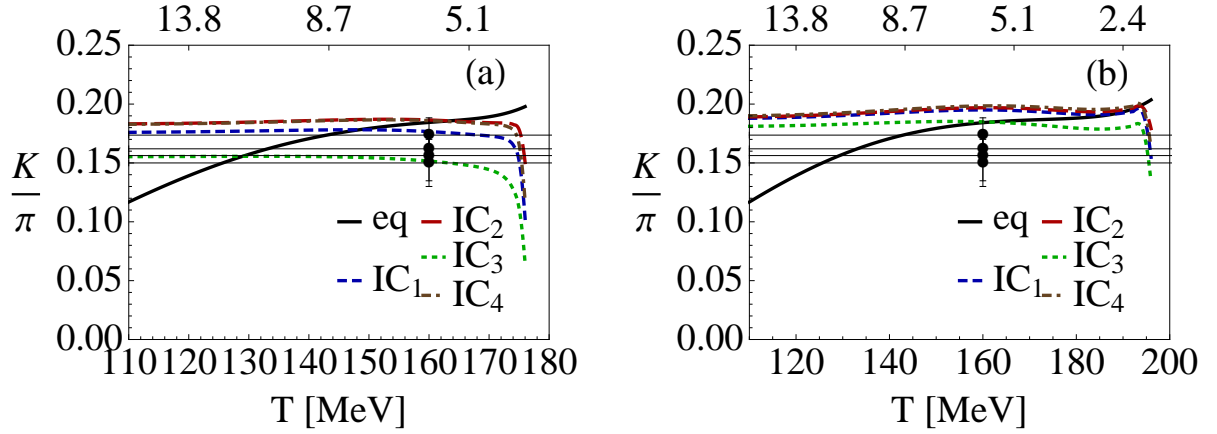 13.8 8.7 5.1
0.25
(a)
0.20
0.15
K/π
0.10
eq IC₂
IC₃
0.05
IC₁
IC₄
0.00
110 120 130 140 150 160 170 180
T [MeV]
13.8 8.7 5.1 2.4
0.25
(b)
0.20
0.15
K/π
0.10
eq IC₂
IC₃
0.05
IC₁
IC₄
0.00
120 140 160 180 200
T [MeV]